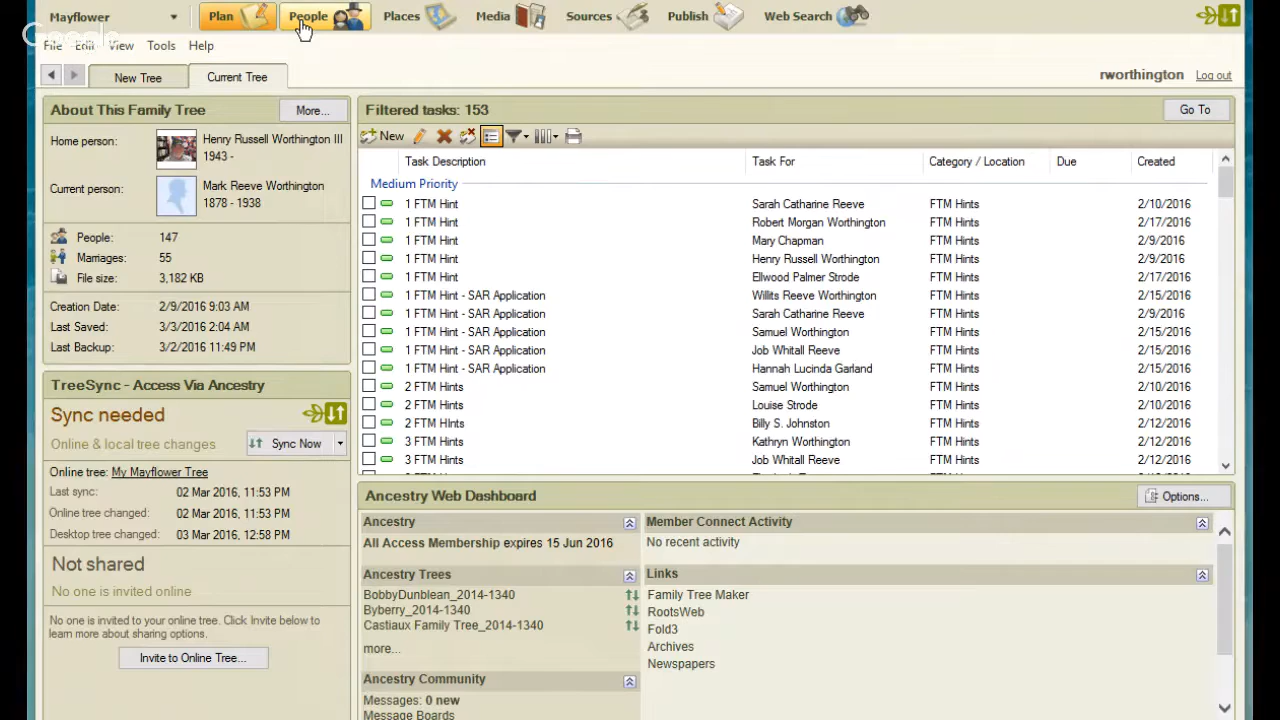 Mayflower
Plan
People
Places
Media
Sources
Publish
Web Search
Google
File Edit View Tools Help
New Tree
Current Tree
rworthington
Log out
About This Family Tree
More...
Home person:
Henry Russell Worthington III
1943 -
Current person:
Mark Reeve Worthington
1878 - 1938
People: 147
Marriages: 55
File size: 3,182 KB
Creation Date: 2/9/2016 9:03 AM
Last Saved: 3/3/2016 2:04 AM
Last Backup: 3/2/2016 11:49 PM
TreeSync - Access Via Ancestry
Sync needed
Online & local tree changes
Sync Now
Online tree: My Mayflower Tree
Last sync: 02 Mar 2016, 11:53 PM
Online tree changed: 02 Mar 2016, 11:53 PM
Desktop tree changed: 03 Mar 2016, 12:58 PM
Not shared
No one is invited online
No one is invited to your online tree. Click Invite below to
learn more about sharing options.
Invite to Online Tree...
Filtered tasks: 153
Go To
New
Task Description Task For Category / Location Due Created
Medium Priority
1 FTM Hint Sarah Catharine Reeve FTM Hints 2/10/2016
1 FTM Hint Robert Morgan Worthington FTM Hints 2/17/2016
1 FTM Hint Mary Chapman FTM Hints 2/9/2016
1 FTM Hint Henry Russell Worthington FTM Hints 2/9/2016
1 FTM Hint Ellwood Palmer Strode FTM Hints 2/17/2016
1 FTM Hint - SAR Application Willits Reeve Worthington FTM Hints 2/15/2016
1 FTM Hint - SAR Application Sarah Catharine Reeve FTM Hints 2/9/2016
1 FTM Hint - SAR Application Samuel Worthington FTM Hints 2/15/2016
1 FTM Hint - SAR Application Job Whitall Reeve FTM Hints 2/15/2016
1 FTM Hint - SAR Application Hannah Lucinda Garland FTM Hints 2/15/2016
2 FTM Hints Samuel Worthington FTM Hints 2/10/2016
2 FTM Hints Louise Strode FTM Hints 2/10/2016
2 FTM HInts Billy S. Johnston FTM Hints 2/12/2016
3 FTM Hints Kathryn Worthington FTM Hints 2/12/2016
3 FTM Hints Job Whitall Reeve FTM Hints 2/12/2016
Ancestry Web Dashboard
Options...
Ancestry
All Access Membership expires 15 Jun 2016
Ancestry Trees
BobbyDunblean_2014-1340
Byberry_2014-1340
Castiaux Family Tree_2014-1340
more...
Ancestry Community
Messages: 0 new
Message Boards
Member Connect Activity
No recent activity
Links
Family Tree Maker
RootsWeb
Fold3
Archives
Newspapers